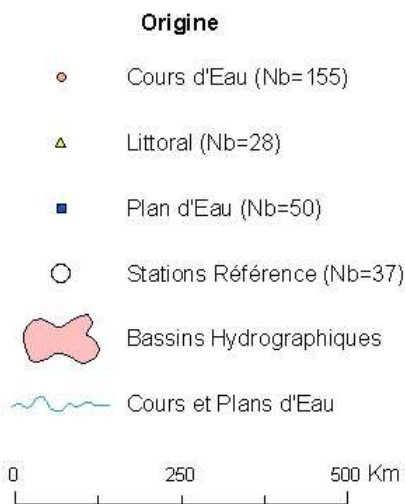 Origine
Cours d'Eau (Nb=155)
Littoral (Nb=28)
Plan d'Eau (Nb=50)
Stations Référence (Nb=37)
Bassins Hydrographiques
Cours et Plans d'Eau
0 250 500 Km